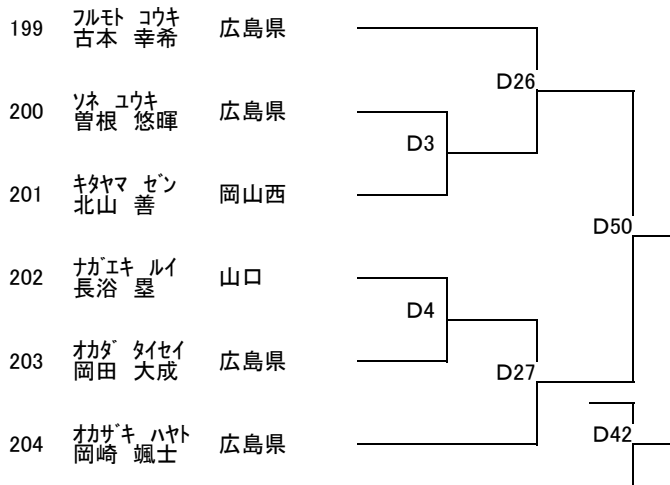 ﾌﾙﾓﾄ ｺｳｷ
199 古本 幸希 広島県
D26
ｿﾈ ﾕｳｷ
200 曽根 悠暉 広島県
D3
ｷﾀﾔﾏ ｾﾞﾝ
201 北山 善 岡山西
D50
ﾅｶﾞｴｷ ﾙｲ
202 長浴 塁 山口
D4
ｵｶﾀﾞ ﾀｲｾｲ
203 岡田 大成 広島県
D27
ｵｶｻﾞｷ ﾊﾔﾄ
204 岡崎 颯士 広島県
D42